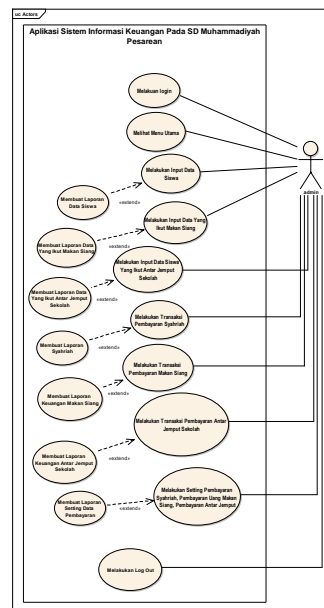 uc Actors
Aplikasi Sistem Informasi Keuangan Pada SD Muhammadiyah
Pesarean
Melakuan login
Melihat Menu Utama
admin
Melakukan Input Data
Siswa
Membuat Laporan
Data Siswa
«extend»
Melakukan Input Data Yang
Ikut Makan Siang
Membuat Laporan Data
Yang Ikut Makan Siang
«extend»
Melakukan Input Data Siswa
Yang Ikut Antar Jemput
Sekolah
Membuat Laporan Data
Yang Ikut Antar Jemput
Sekolah
«extend»
Melakukan Transaksi
Pembayaran Syahriah
Membuat Laporan
Syahriah
«extend»
Melakukan Transaksi
Pembayaran Makan Siang
Membuat Laporan
Keuangan Makan Siang
«extend»
Melakukan Transaksi Pembayaran Antar
Jemput Sekolah
Membuat Laporan
Keuangan Antar Jemput
Sekolah
«extend»
Melakukan Setting Pembayaran
Syahriah, Pembayaran Uang Makan
Siang, Pembayaran Antar Jemput
Membuat Laporan
Setting Data
Pembayaran
«extend»
Melakukan Log Out